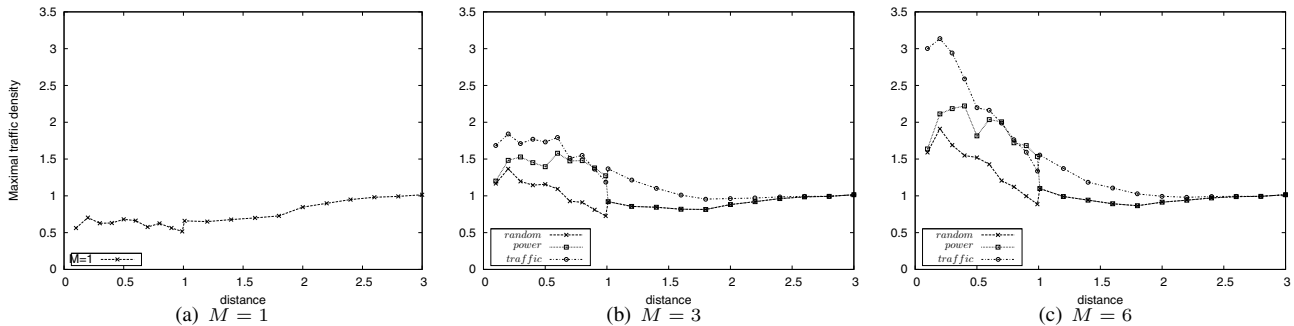 Maximal traffic density
3.5
3
2.5
2
1.5
1
0.5
0
0 0.5 1 1.5 2 2.5 3
distance
M=1
(a) M = 1
3.5
3
2.5
2
1.5
1
0.5
0
0 0.5 1 1.5 2 2.5 3
distance
random
power
traffic
(b) M = 3
3.5
3
2.5
2
1.5
1
0.5
0
0 0.5 1 1.5 2 2.5 3
distance
random
power
traffic
(c) M = 6